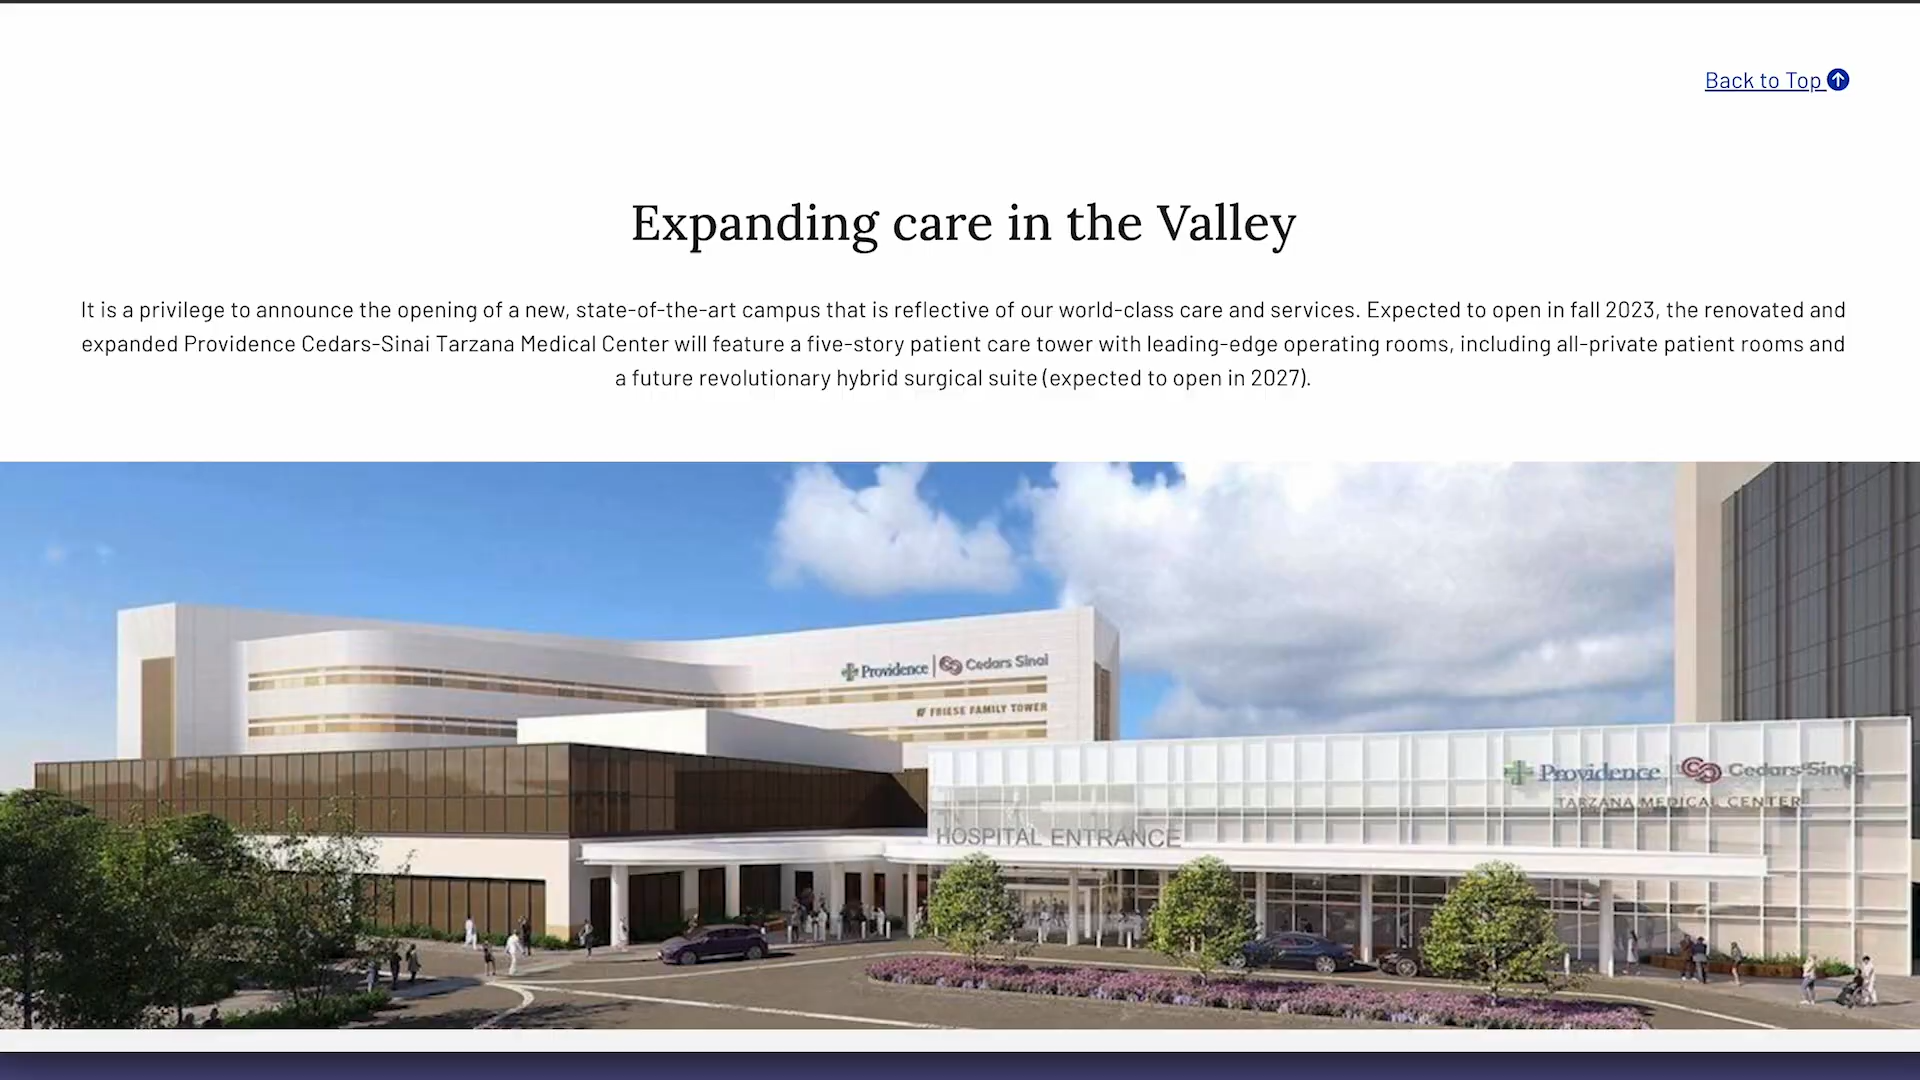 Back to Top
Expanding care in the Valley
It is a privilege to announce the opening of a new, state-of-the-art campus that is reflective of our world-class care and services. Expected to open in fall 2023, the renovated and
expanded Providence Cedars-Sinai Tarzana Medical Center will feature a five-story patient care tower with leading-edge operating rooms, including all-private patient rooms and
a future revolutionary hybrid surgical suite (expected to open in 2027).
Providence Cedars Sinai
FRIESE FAMILY TOWER
Providence Cedars-Sinai
TARZANA MEDICAL CENTER
HOSPITAL ENTRANCE